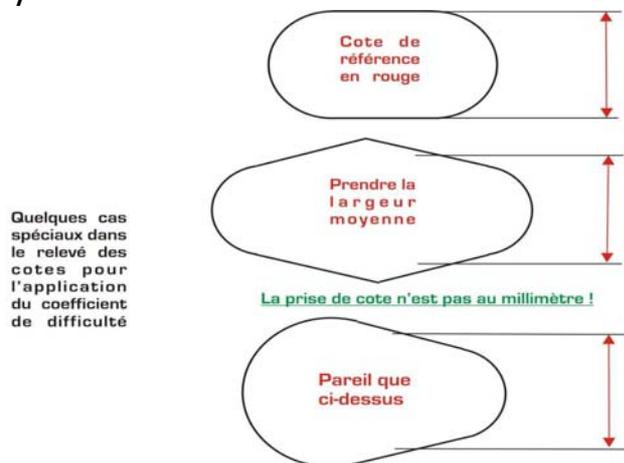 Cote de
référence
en rouge
Prendre la
largeur
moyenne
Quelques cas
spéciaux dans
le relevé des
cotes pour
l'application
du coefficient
de difficulté
La prise de cote n'est pas au millimètre !
Pareil que
ci-dessus